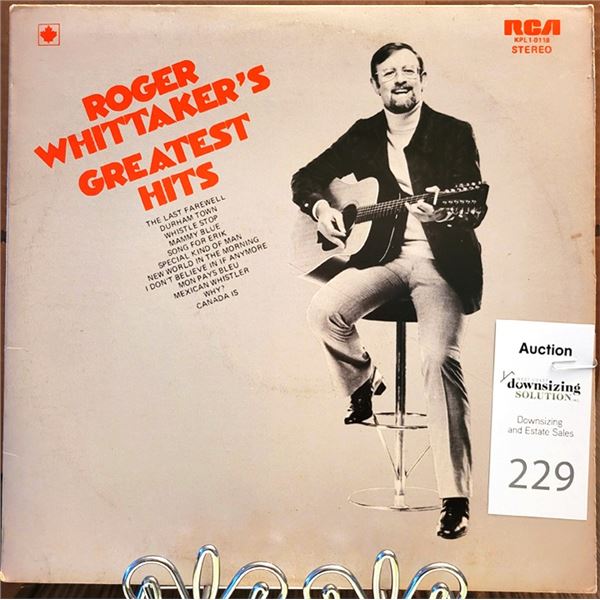 RCA
KPL1-0118
STEREO
ROGER
WHITTAKER'S
GREATEST
HITS
THE LAST FAREWELL
DURHAM TOWN
WHISTLE STOP
MAMMY BLUE
SONG FOR ERIK
SPECIAL KIND OF MAN
NEW WORLD IN THE MORNING
I DON'T BELIEVE IN IF ANYMORE
MON PAYS BLEU
MEXICAN WHISTLER
WHY?
CANADA IS
Auction
downsizing
SOLUTION
Downsizing
and Estate Sales
229